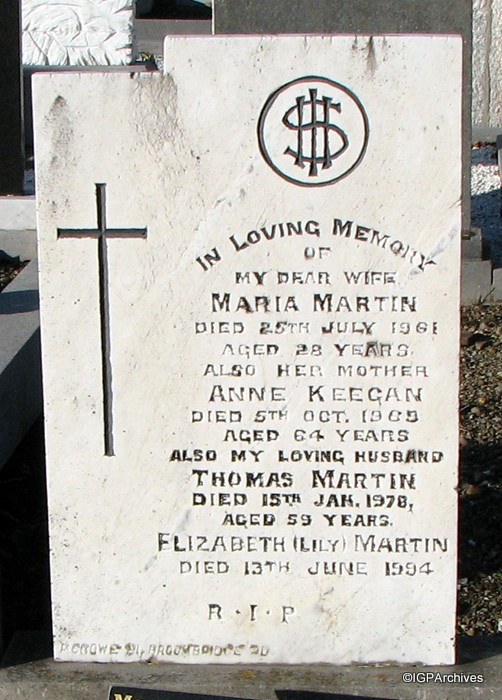 IHS
IN LOVING MEMORY
OF
MY DEAR WIFE
MARIA MARTIN
DIED 25TH JULY 1961
AGED 28 YEARS.
ALSO HER MOTHER
ANNE KEEGAN
DIED 5TH OCT. 1965
AGED 64 YEARS
ALSO MY LOVING HUSBAND
THOMAS MARTIN
DIED 15TH JAN. 1978,
AGED 59 YEARS.
ELIZABETH (LILY) MARTIN
DIED 13TH JUNE 1994
R · I · P
P. CROWE
©IGPArchives